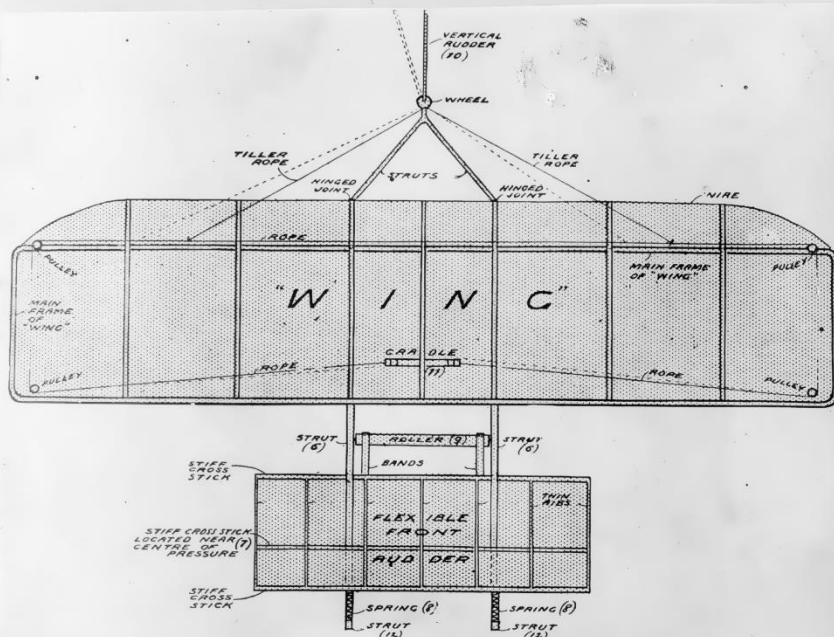 VERTICAL
RUDDER
(10)
WHEEL
TILLER
ROPE
TILLER
ROPE
HINGED
JOINT
STRUTS
HINGED
JOINT
WIRE
ROPE
PULLEY
MAIN FRAME
OF "WING"
PULLEY
MAIN
FRAME
OF
"WING"
"WING"
CRADLE
(11)
PULLEY
ROPE
ROPE
PULLEY
STRUT
(6)
ROLLER (9)
STRUT
(6)
BANDS
STIFF
CROSS
STICK
THIN
RIBS
FLEXIBLE
FRONT
RUDDER
STIFF CROSS STICK
LOCATED NEAR (7)
CENTRE OF
PRESSURE
STIFF
CROSS
STICK
SPRING (8)
SPRING (8)
STRUT
(12)
STRUT
(12)